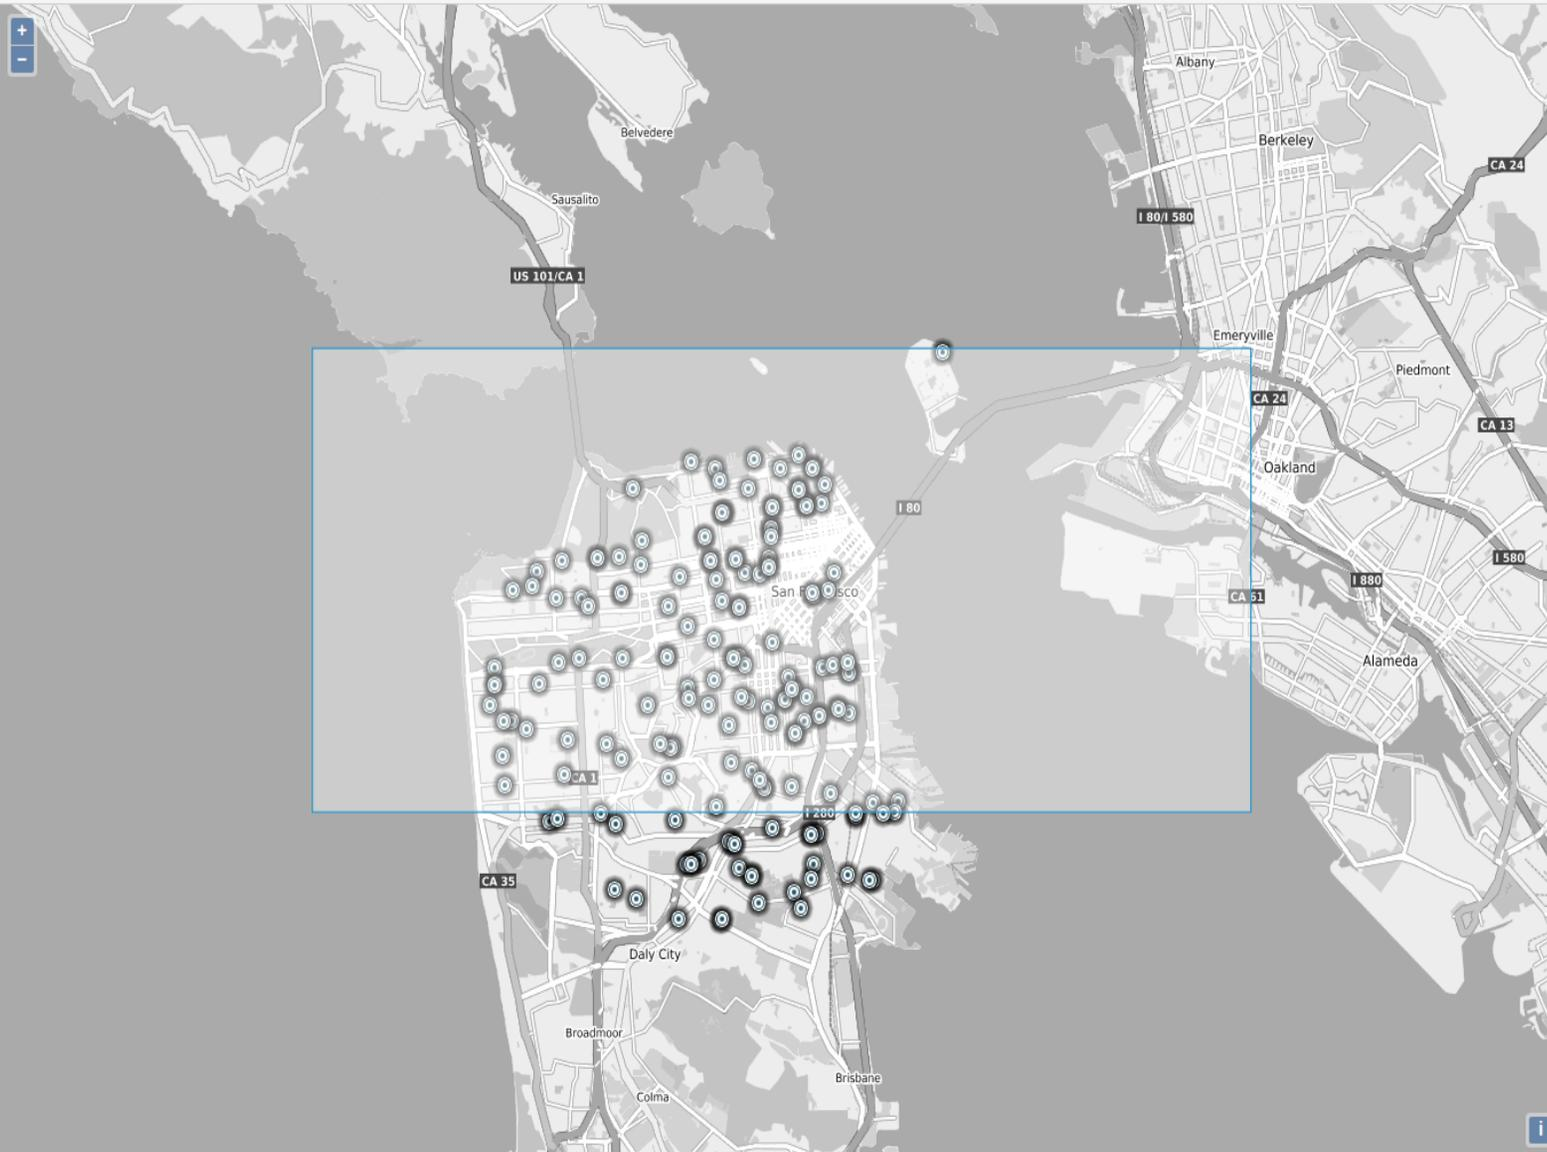 +
−
Albany
Belvedere
Berkeley
CA 24
Sausalito
I 80/I 580
US 101/CA 1
Emeryville
Piedmont
CA 24
CA 13
Oakland
I 80
I 580
I 880
San Francisco
CA 61
Alameda
CA 1
I 280
CA 35
Daly City
Broadmoor
Brisbane
Colma
i